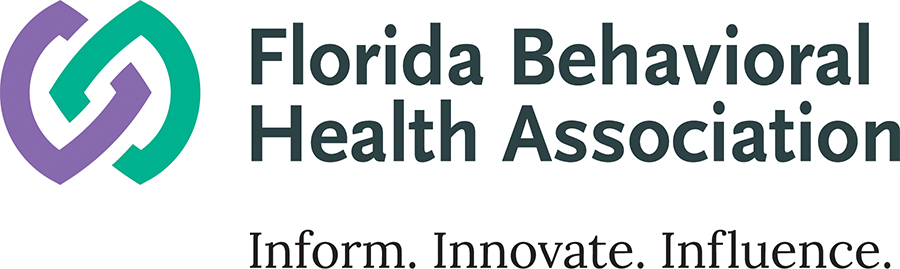 Florida Behavioral
Health Association
Inform. Innovate. Influence.